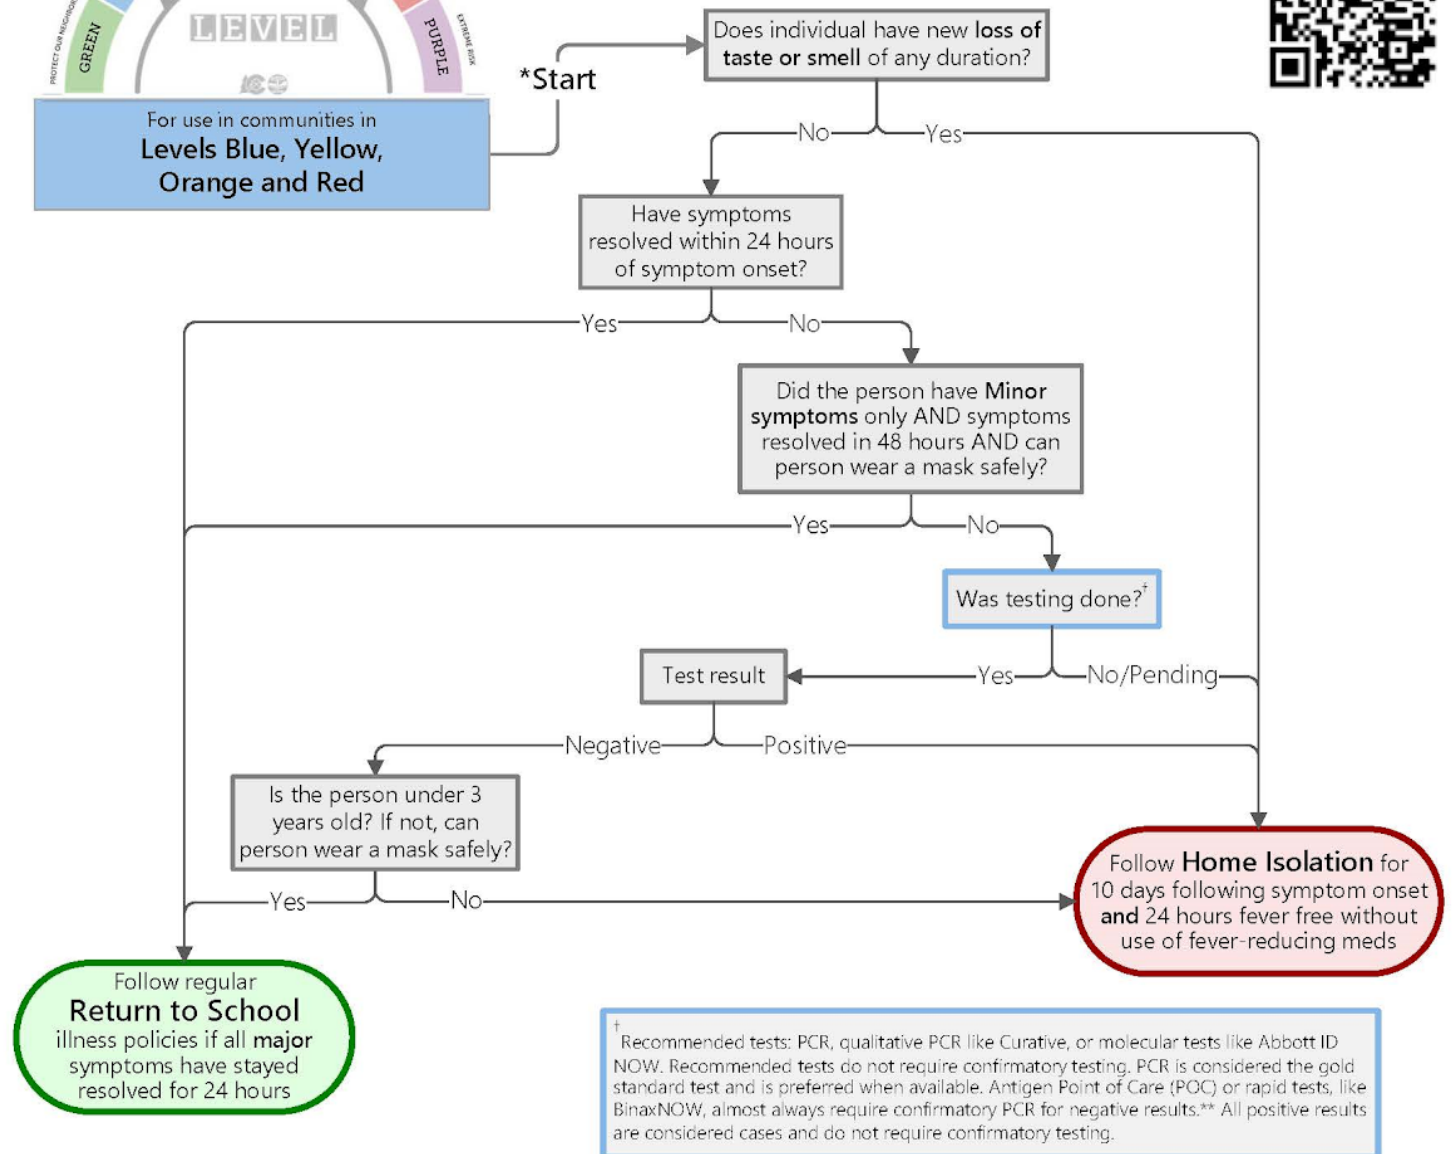 PROTECT OUR NEIGHBOR
GREEN
LEVEL
PURPLE
EXTREME RISK
For use in communities in
Levels Blue, Yellow,
Orange and Red
*Start
Does individual have new loss of
taste or smell of any duration?
No
Yes
Have symptoms
resolved within 24 hours
of symptom onset?
Yes
No
Did the person have Minor
symptoms only AND symptoms
resolved in 48 hours AND can
person wear a mask safely?
Yes
No
Was testing done?†
Yes
No/Pending
Test result
Negative
Positive
Is the person under 3
years old? If not, can
person wear a mask safely?
Yes
No
Follow Home Isolation for
10 days following symptom onset
and 24 hours fever free without
use of fever-reducing meds
Follow regular
Return to School
illness policies if all major
symptoms have stayed
resolved for 24 hours
†
Recommended tests: PCR, qualitative PCR like Curative, or molecular tests like Abbott ID
NOW. Recommended tests do not require confirmatory testing. PCR is considered the gold
standard test and is preferred when available. Antigen Point of Care (POC) or rapid tests, like
BinaxNOW, almost always require confirmatory PCR for negative results.** All positive results
are considered cases and do not require confirmatory testing.